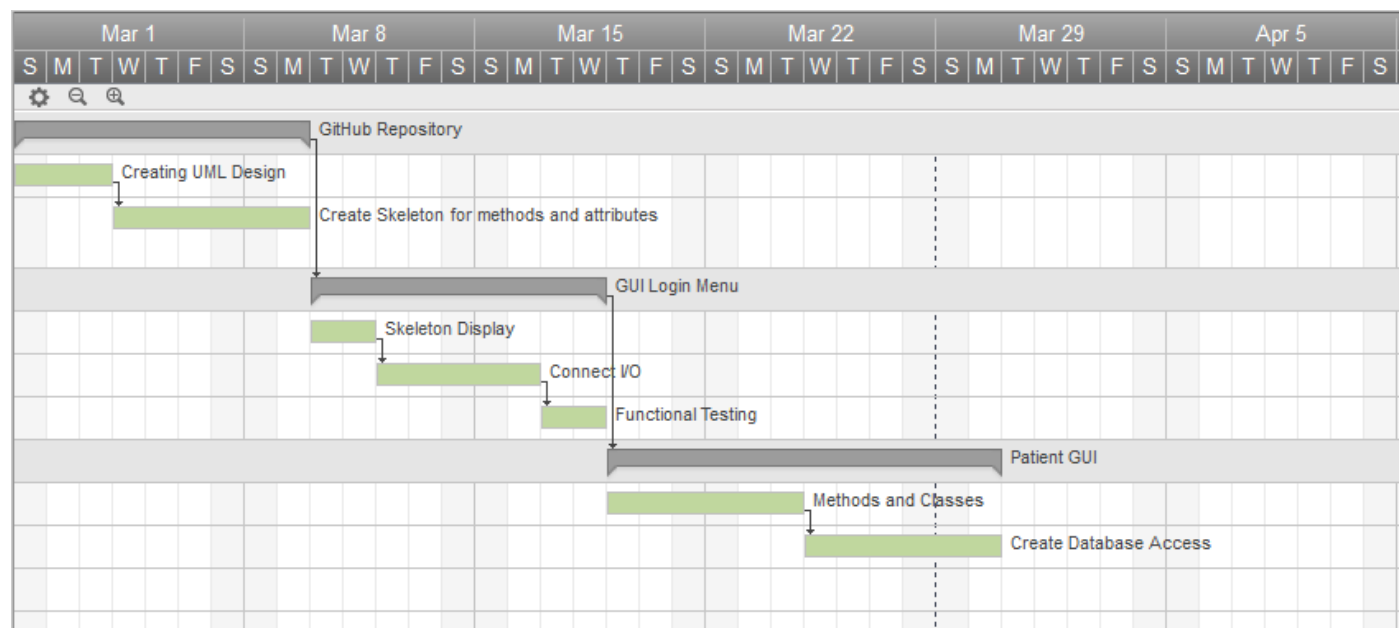 Mar 1 Mar 8 Mar 15 Mar 22 Mar 29 Apr 5
S M T W T F S S M T W T F S S M T W T F S S M T W T F S S M T W T F S S M T W T F S
GitHub Repository
Creating UML Design
Create Skeleton for methods and attributes
GUI Login Menu
Skeleton Display
Connect I/O
Functional Testing
Patient GUI
Methods and Classes
Create Database Access